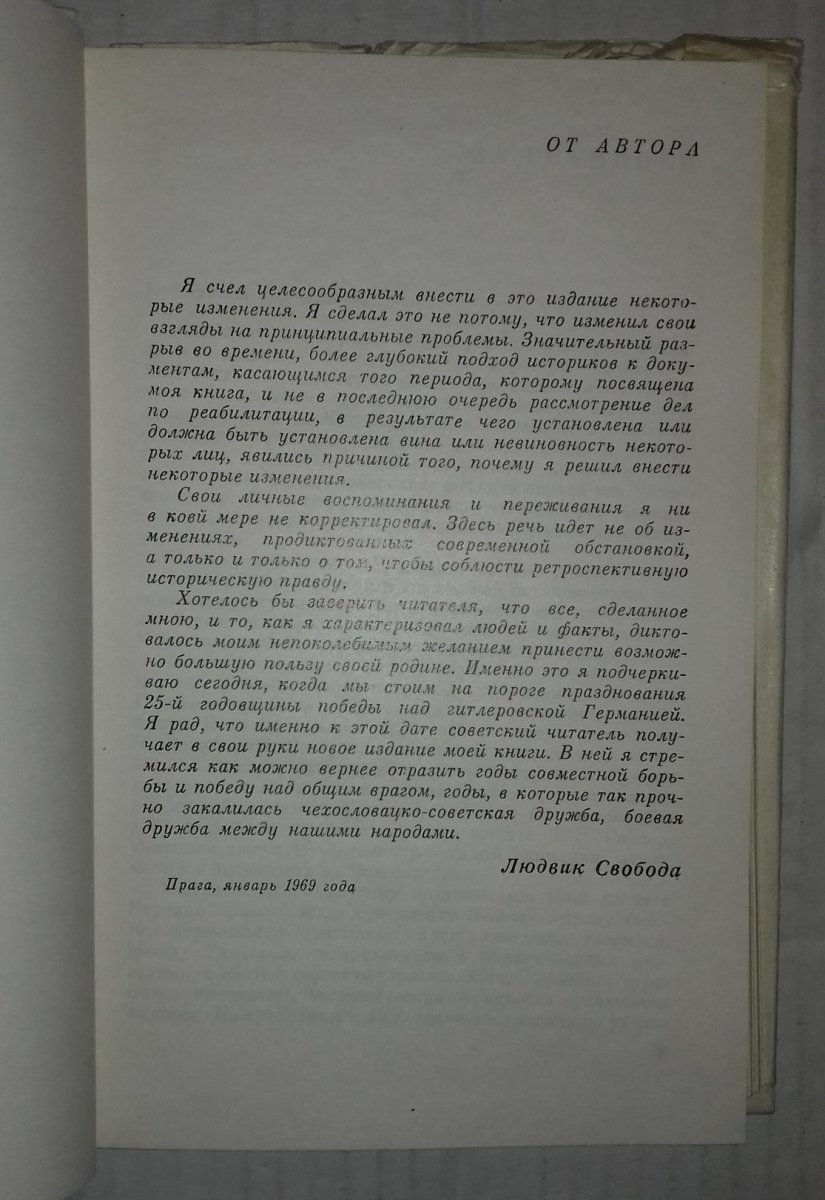 ОТ АВТОРА
Я счел целесообразным внести в это издание некото-
рые изменения. Я сделал это не потому, что изменил свои
взгляды на принципиальные проблемы. Значительный раз-
рыв во времени, более глубокий подход историков к доку-
ментам, касающимся того периода, которому посвящена
моя книга, и не в последнюю очередь рассмотрение дел
по реабилитации, в результате чего установлена или
должна быть установлена вина или невиновность некото-
рых лиц, явились причиной того, почему я решил внести
некоторые изменения.
Свои личные воспоминания и переживания я ни
в коей мере не корректировал. Здесь речь идет не об из-
менениях, продиктованных современной обстановкой,
а только и только о том, чтобы соблюсти ретроспективную
историческую правду.
Хотелось бы заверить читателя, что все, сделанное
мною, и то, как я характеризовал людей и факты, дикто-
валось моим непоколебимым желанием принести возмож-
но большую пользу своей родине. Именно это я подчерки-
ваю сегодня, когда мы стоим на пороге празднования
25-й годовщины победы над гитлеровской Германией.
Я рад, что именно к этой дате советский читатель полу-
чает в свои руки новое издание моей книги. В ней я стре-
мился как можно вернее отразить годы совместной борь-
бы и победу над общим врагом, годы, в которые так проч-
но закалилась чехословацко-советская дружба, боевая
дружба между нашими народами.
Людвик Свобода
Прага, январь 1969 года